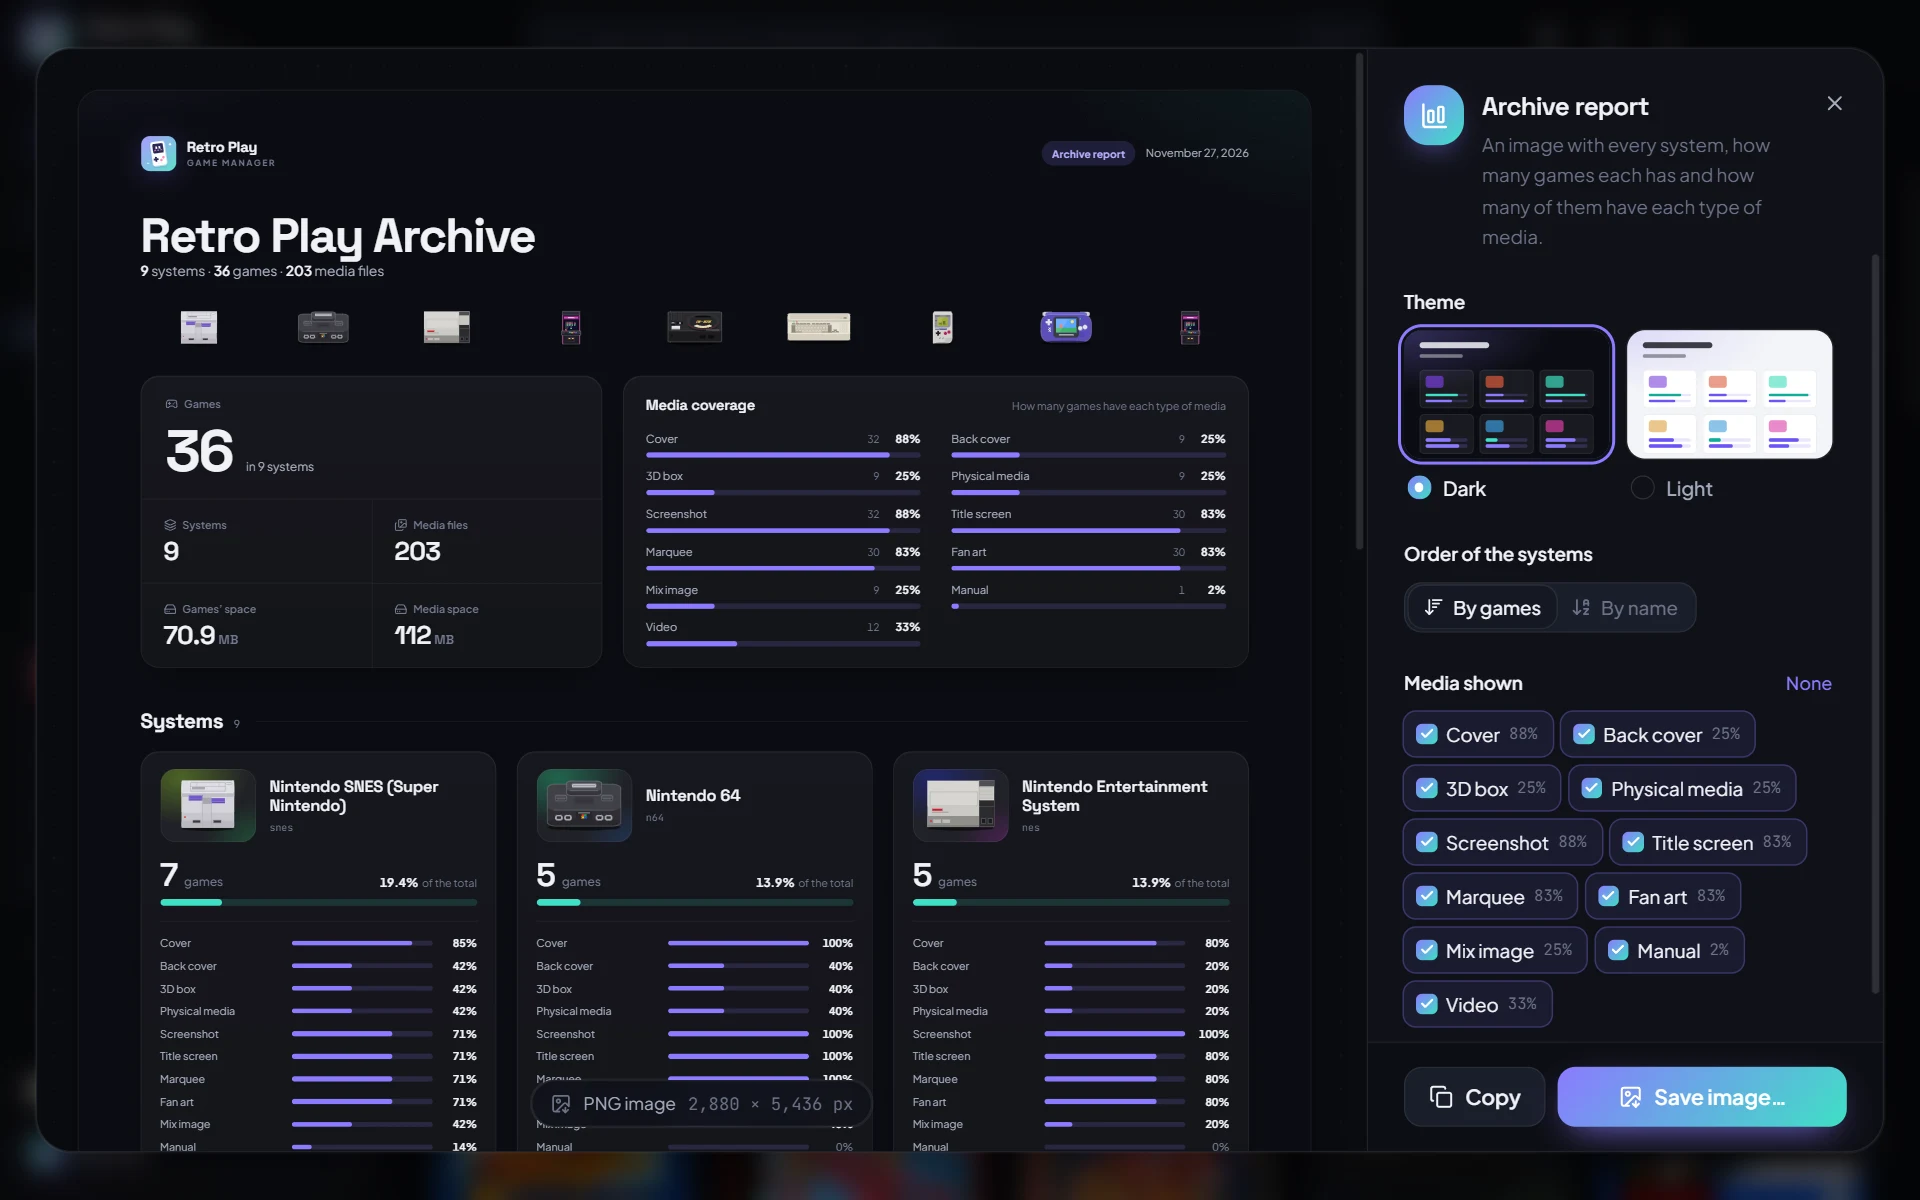 Retro Play
GAME MANAGER
Archive report
November 27, 2026
Retro Play Archive
9 systems · 36 games · 203 media files
Games
36 in 9 systems
Systems
9
Media files
203
Games' space
70.9 MB
Media space
112 MB
Media coverage
How many games have each type of media
Cover 32 88%
Back cover 9 25%
3D box 9 25%
Physical media 9 25%
Screenshot 32 88%
Title screen 30 83%
Marquee 30 83%
Fan art 30 83%
Mix image 9 25%
Manual 1 2%
Video 12 33%
Systems 9
Nintendo SNES (Super
Nintendo)
snes
7 games
19.4% of the total
Cover 85%
Back cover 42%
3D box 42%
Physical media 42%
Screenshot 71%
Title screen 71%
Marquee 71%
Fan art 71%
Mix image 42%
Manual 14%
Nintendo 64
n64
5 games
13.9% of the total
Cover 100%
Back cover 40%
3D box 40%
Physical media 40%
Screenshot 100%
Title screen 100%
Marquee 100%
Manual 0%
Nintendo Entertainment
System
nes
5 games
13.9% of the total
Cover 80%
Back cover 20%
3D box 20%
Physical media 20%
Screenshot 100%
Title screen 80%
Marquee 80%
Fan art 80%
Mix image 20%
Manual 0%
PNG image 2,880 × 5,436 px
Archive report
An image with every system, how
many games each has and how
many of them have each type of
media.
Theme
Dark
Light
Order of the systems
By games
By name
Media shown
None
Cover 88%
Back cover 25%
3D box 25%
Physical media 25%
Screenshot 88%
Title screen 83%
Marquee 83%
Fan art 83%
Mix image 25%
Manual 2%
Video 33%
Copy
Save image...